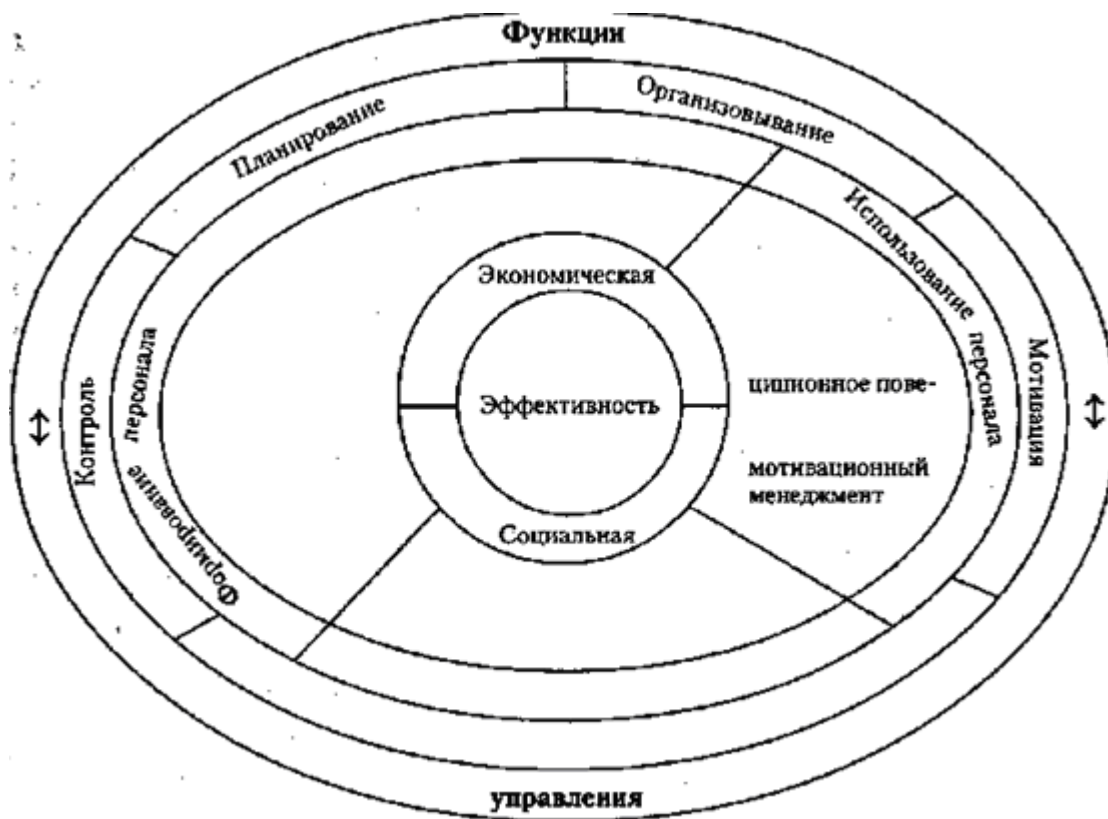 Функции
Планирование
Организовывание
Использование персонала
Мотивация
Контроль
Формирование персонала
Экономическая
Эффективность
Социальная
ционное пове-
мотивационный
менеджмент
управления